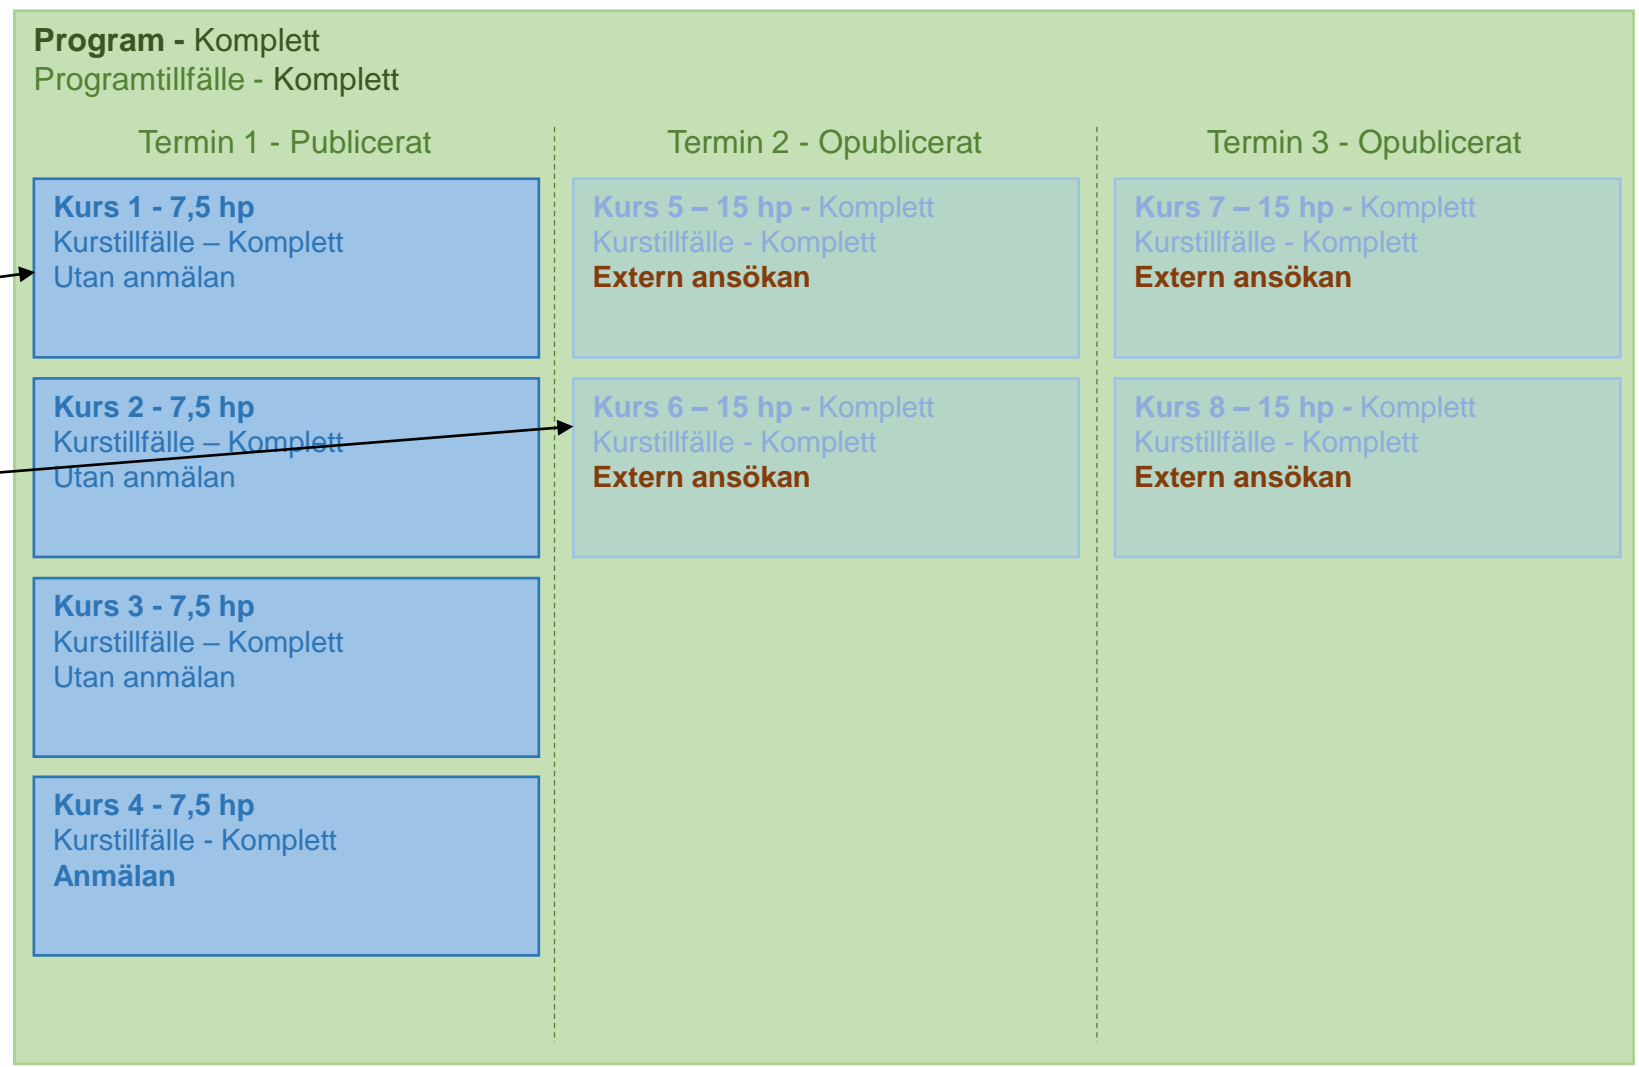 Program - Komplett
Programtillfälle - Komplett
Termin 1 - Publicerat
Kurs 1 - 7,5 hp
Kurstillfälle – Komplett
Utan anmälan
Kurs 2 - 7,5 hp
Kurstillfälle – Komplett
Utan anmälan
Kurs 3 - 7,5 hp
Kurstillfälle – Komplett
Utan anmälan
Kurs 4 - 7,5 hp
Kurstillfälle - Komplett
Anmälan
Termin 2 - Opublicerat
Kurs 5 – 15 hp - Komplett
Kurstillfälle - Komplett
Extern ansökan
Kurs 6 – 15 hp - Komplett
Kurstillfälle - Komplett
Extern ansökan
Termin 3 - Opublicerat
Kurs 7 – 15 hp - Komplett
Kurstillfälle - Komplett
Extern ansökan
Kurs 8 – 15 hp - Komplett
Kurstillfälle - Komplett
Extern ansökan